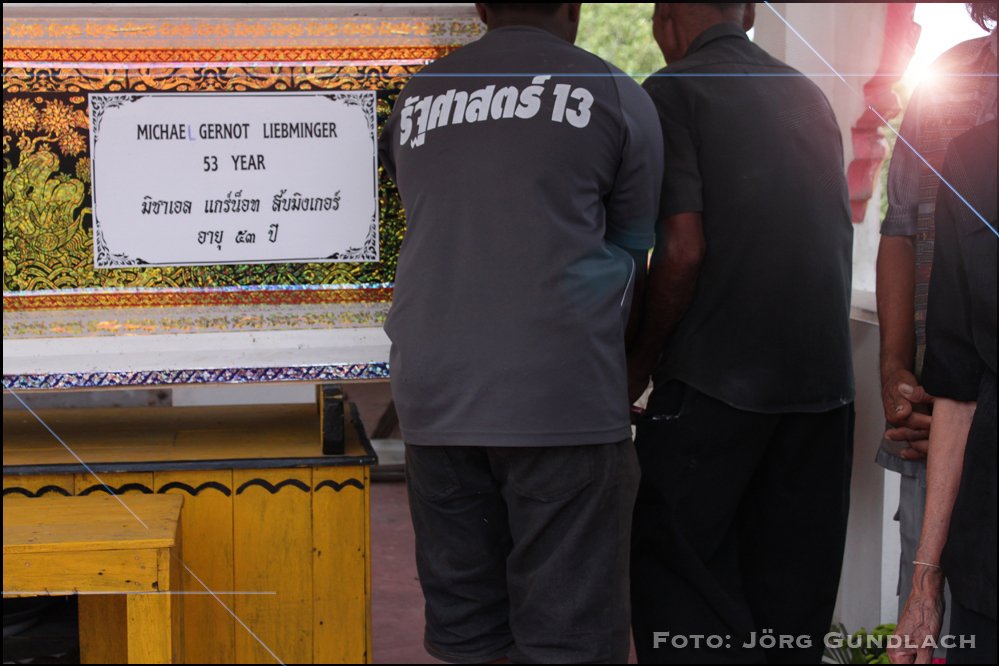 MICHAEL GERNOT LIEBMINGER
53 YEAR
มิชาเอล แกร์น็อท ลี้บมิงเกอร์
อายุ ๕๓ ปี
รัฐศาสตร์ 13
FOTO: JÖRG GUNDLACH